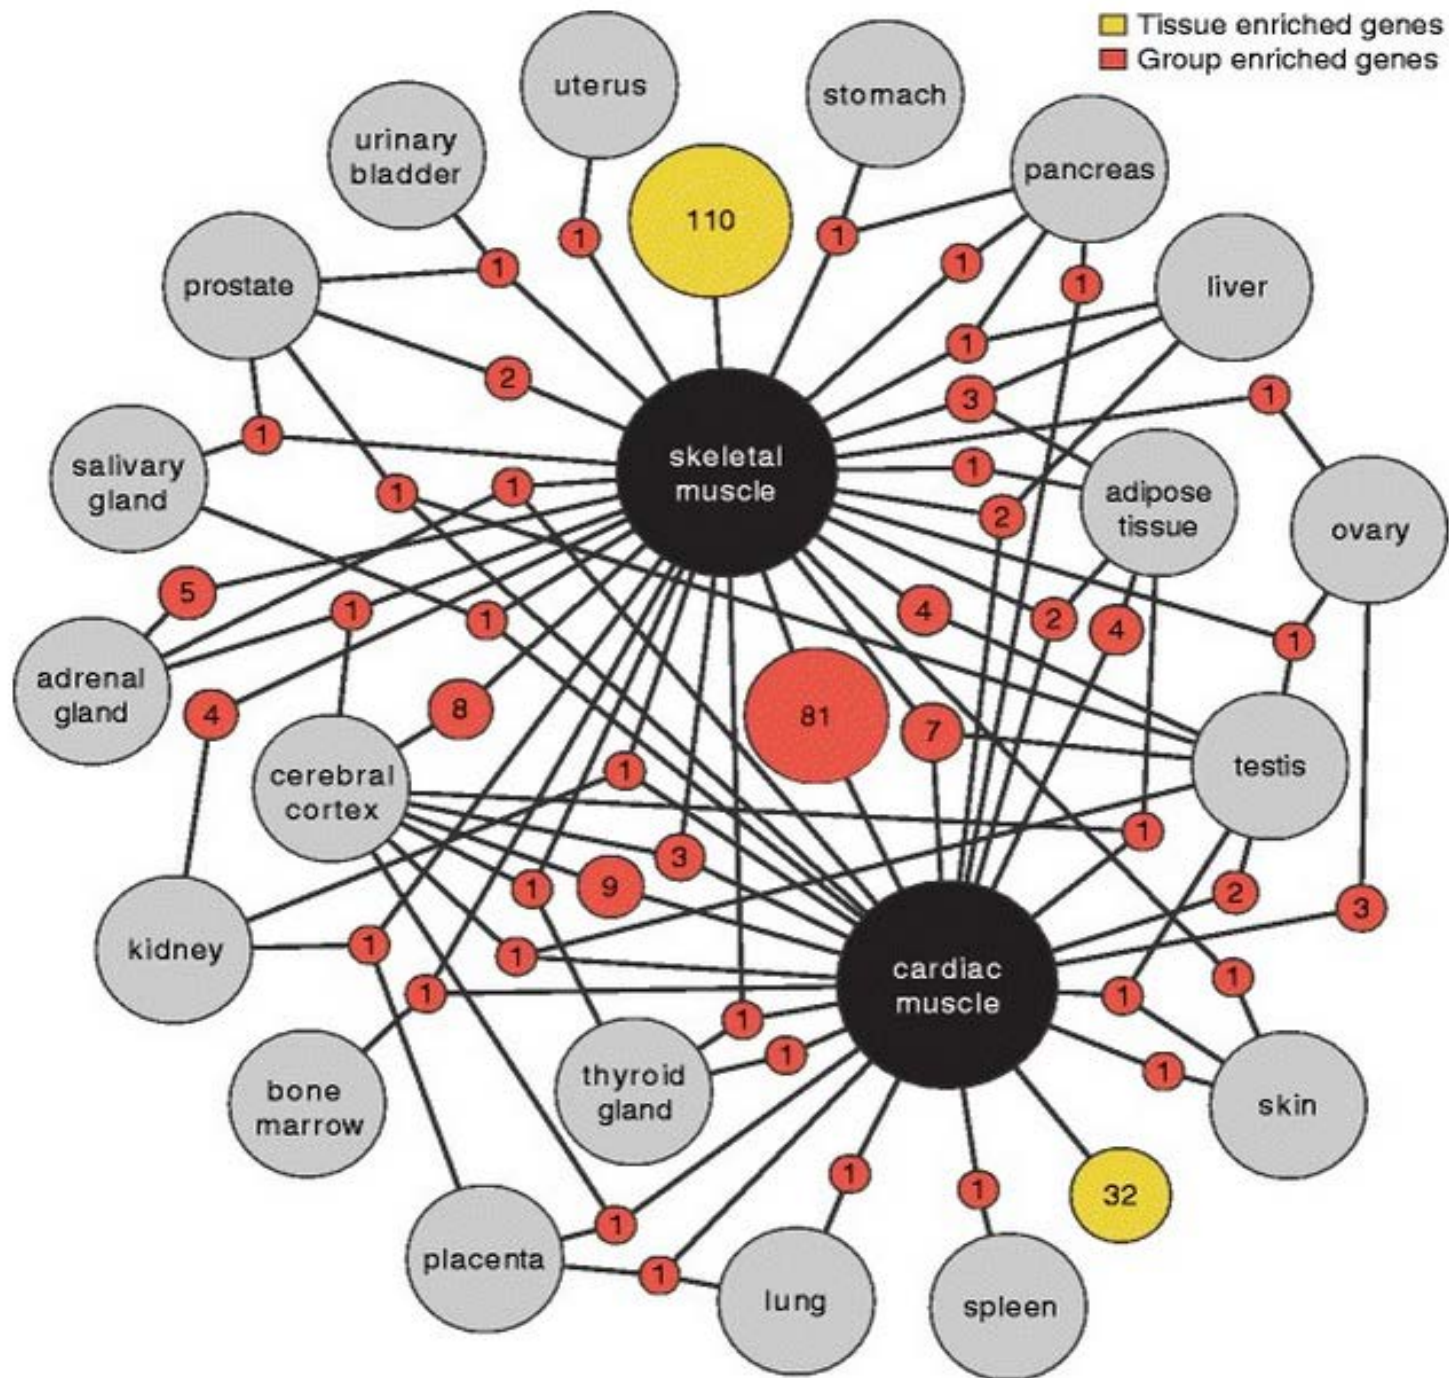 Tissue enriched genes
Group enriched genes
uterus
stomach
urinary
bladder
pancreas
110
1
1
1
1
1
prostate
liver
1
2
3
1
1
salivary
gland
skeletal
muscle
1
1
1
2
adipose
tissue
ovary
5
1
1
4
2
4
1
adrenal
gland
4
8
81
7
cerebral
cortex
1
testis
1
3
1
9
2
3
kidney
1
1
1
cardiac
muscle
1
1
1
bone
marrow
thyroid
gland
1
1
skin
1
1
32
placenta
1
1
lung
spleen